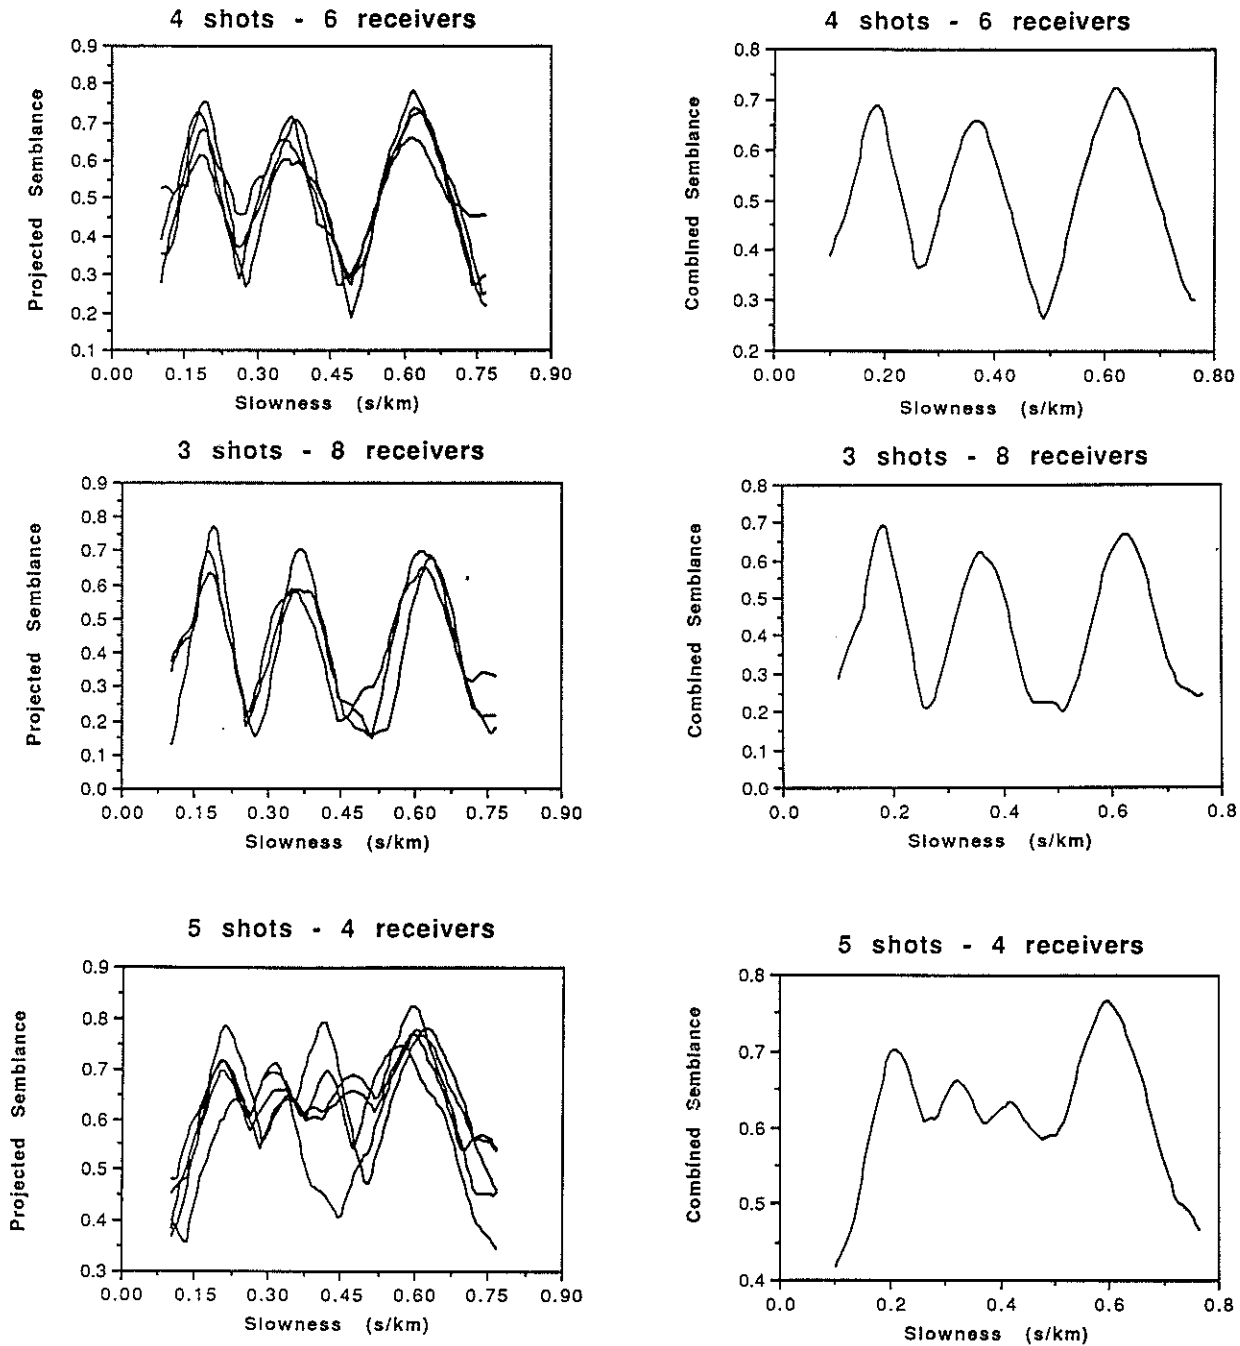 4 shots - 6 receivers
Projected Semblance
0.9
0.8
0.7
0.6
0.5
0.4
0.3
0.2
0.1
0.00 0.15 0.30 0.45 0.60 0.75 0.90
Slowness (s/km)
4 shots - 6 receivers
Combined Semblance
0.8
0.7
0.6
0.5
0.4
0.3
0.2
0.00 0.20 0.40 0.60 0.80
Slowness (s/km)
3 shots - 8 receivers
Projected Semblance
0.9
0.8
0.7
0.6
0.5
0.4
0.3
0.2
0.1
0.0
0.00 0.15 0.30 0.45 0.60 0.75 0.90
Slowness (s/km)
3 shots - 8 receivers
Combined Semblance
0.8
0.7
0.6
0.5
0.4
0.3
0.2
0.1
0.0
0.0 0.2 0.4 0.6 0.8
Slowness (s/km)
5 shots - 4 receivers
Projected Semblance
0.9
0.8
0.7
0.6
0.5
0.4
0.3
0.00 0.15 0.30 0.45 0.60 0.75 0.90
Slowness (s/km)
5 shots - 4 receivers
Combined Semblance
0.8
0.7
0.6
0.5
0.4
0.0 0.2 0.4 0.6 0.8
Slowness (s/km)